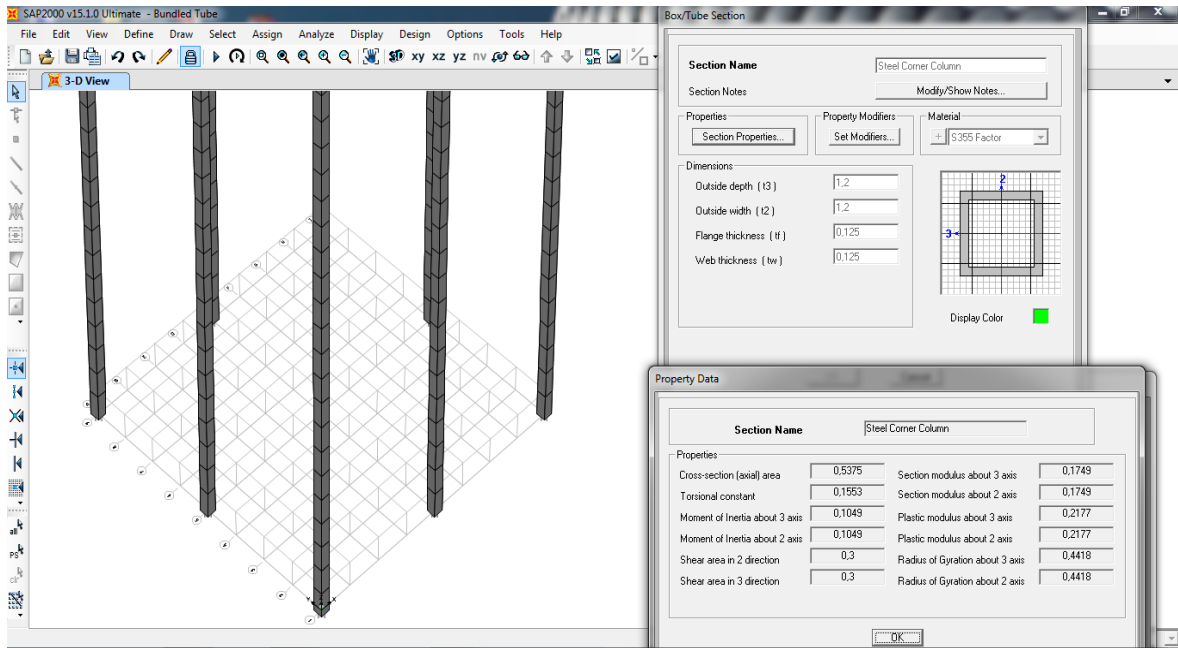 SAP2000 v15.1.0 Ultimate - Bundled Tube
File Edit View Define Draw Select Assign Analyze Display Design Options Tools Help
xy xz yz nv
3-D View
all
PS
clr
Box/Tube Section
Section Name Steel Corner Column
Section Notes Modify/Show Notes...
Properties Property Modifiers Material
Section Properties... Set Modifiers... + S355 Factor
Dimensions
Outside depth ( t3 ) 1,2
Outside width ( t2 ) 1,2
Flange thickness ( tf ) 0,125
Web thickness ( tw ) 0,125
2
3
Display Color
Property Data
Section Name Steel Corner Column
Properties
Cross-section (axial) area 0,5375 Section modulus about 3 axis 0,1749
Torsional constant 0,1553 Section modulus about 2 axis 0,1749
Moment of Inertia about 3 axis 0,1049 Plastic modulus about 3 axis 0,2177
Moment of Inertia about 2 axis 0,1049 Plastic modulus about 2 axis 0,2177
Shear area in 2 direction 0,3 Radius of Gyration about 3 axis 0,4418
Shear area in 3 direction 0,3 Radius of Gyration about 2 axis 0,4418
OK